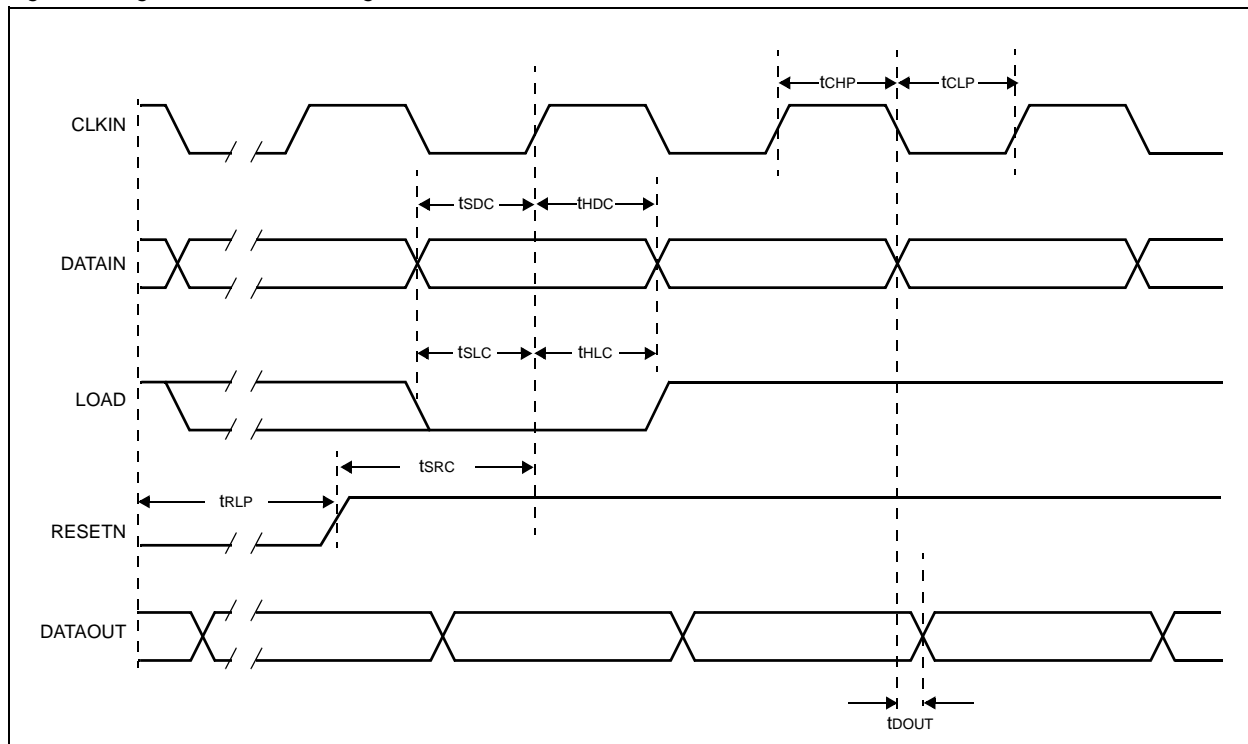 tCHP
tCLP
CLKIN
tSDC
tHDC
DATAIN
tSLC
tHLC
LOAD
tSRC
tRLP
RESETN
DATAOUT
tDOUT